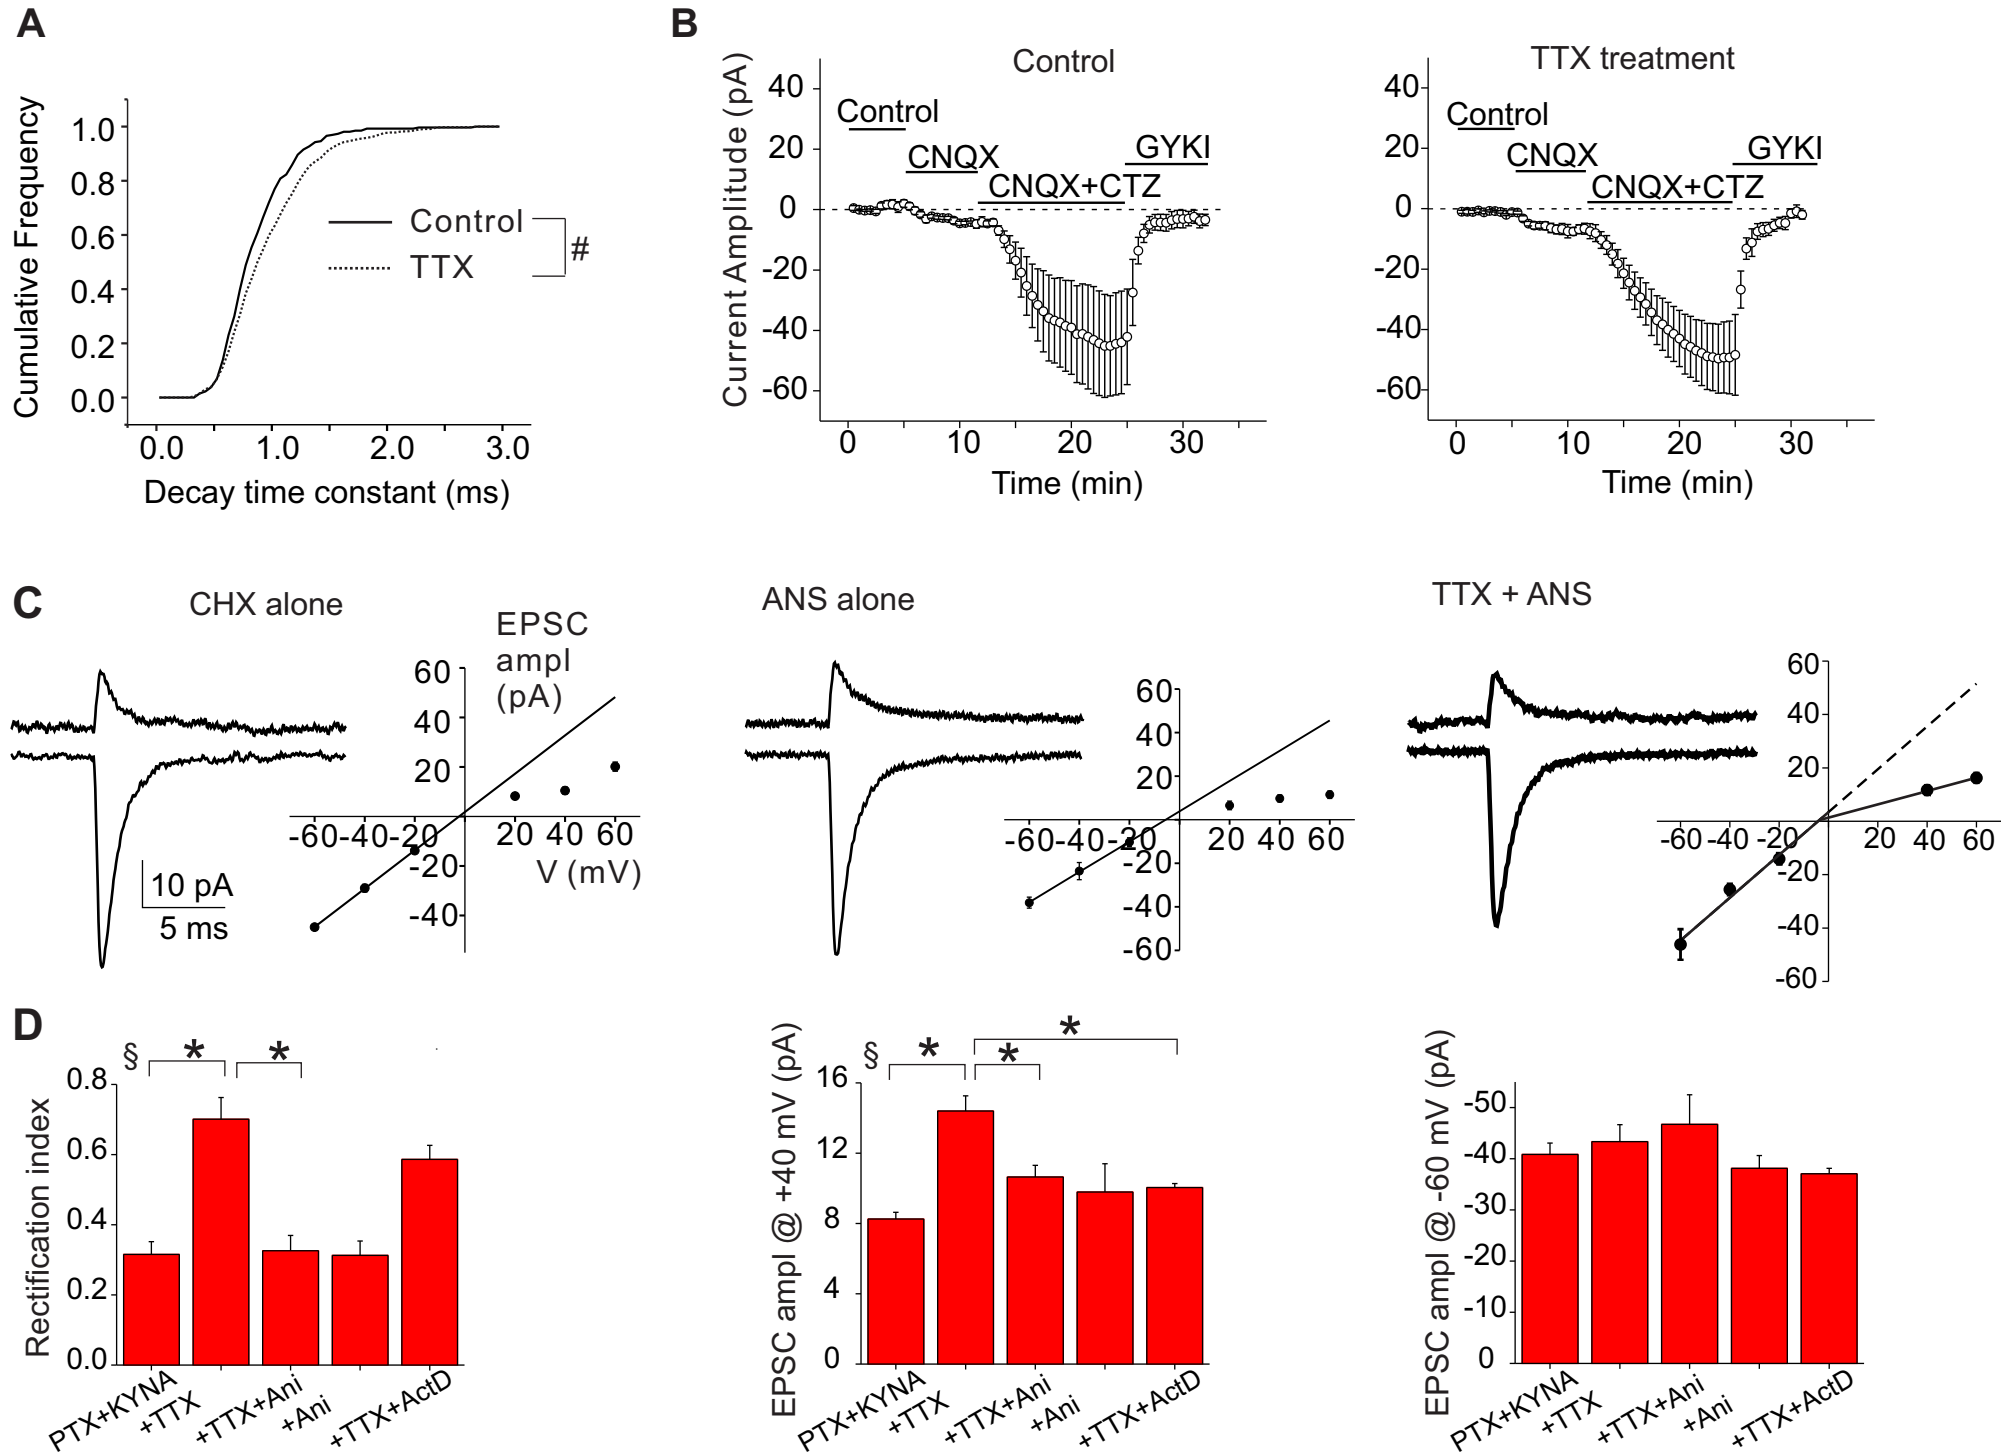 A
Cumulative Frequency
1.0
0.8
0.6
0.4
0.2
0.0
Control
TTX
#
0.0 1.0 2.0 3.0
Decay time constant (ms)
B
Current Amplitude (pA)
Control
40
20
0
-20
-40
-60
Control
CNQX
CNQX+CTZ
GYKI
0 10 20 30
Time (min)
TTX treatment
40
20
0
-20
-40
-60
Control
CNQX
CNQX+CTZ
GYKI
0 10 20 30
Time (min)
C
CHX alone
10 pA
5 ms
EPSC
ampl
(pA)
60
40
20
-60 -40 -20 20 40 60
-20
-40
V (mV)
ANS alone
60
40
20
-60 -40 -20 20 40 60
-20
-40
-60
TTX + ANS
60
40
20
-60 -40 -20 20 40 60
-20
-40
-60
D
Rectification index
§ * *
0.8
0.6
0.4
0.2
0.0
PTX+KYNA
+TTX
+TTX+Ani
+Ani
+TTX+ActD
EPSC ampl @ +40 mV (pA)
§ * * *
16
12
8
4
0
PTX+KYNA
+TTX
+TTX+Ani
+Ani
+TTX+ActD
EPSC ampl @ -60 mV (pA)
-50
-40
-30
-20
-10
0
PTX+KYNA
+TTX
+TTX+Ani
+Ani
+TTX+ActD